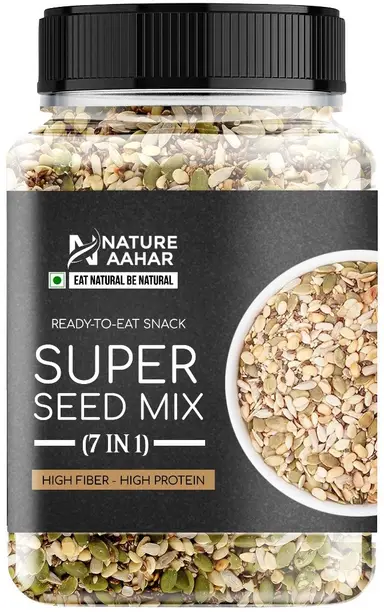 NATURE
AAHAR
EAT NATURAL BE NATURAL
READY-TO-EAT SNACK
SUPER
SEED MIX
(7 IN 1)
HIGH FIBER - HIGH PROTEIN